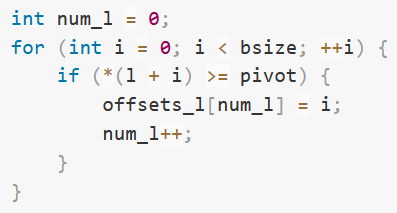 int num_l = 0;
for (int i = 0; i < bsize; ++i) {
    if (*(l + i) >= pivot) {
        offsets_l[num_l] = i;
        num_l++;
    }
}